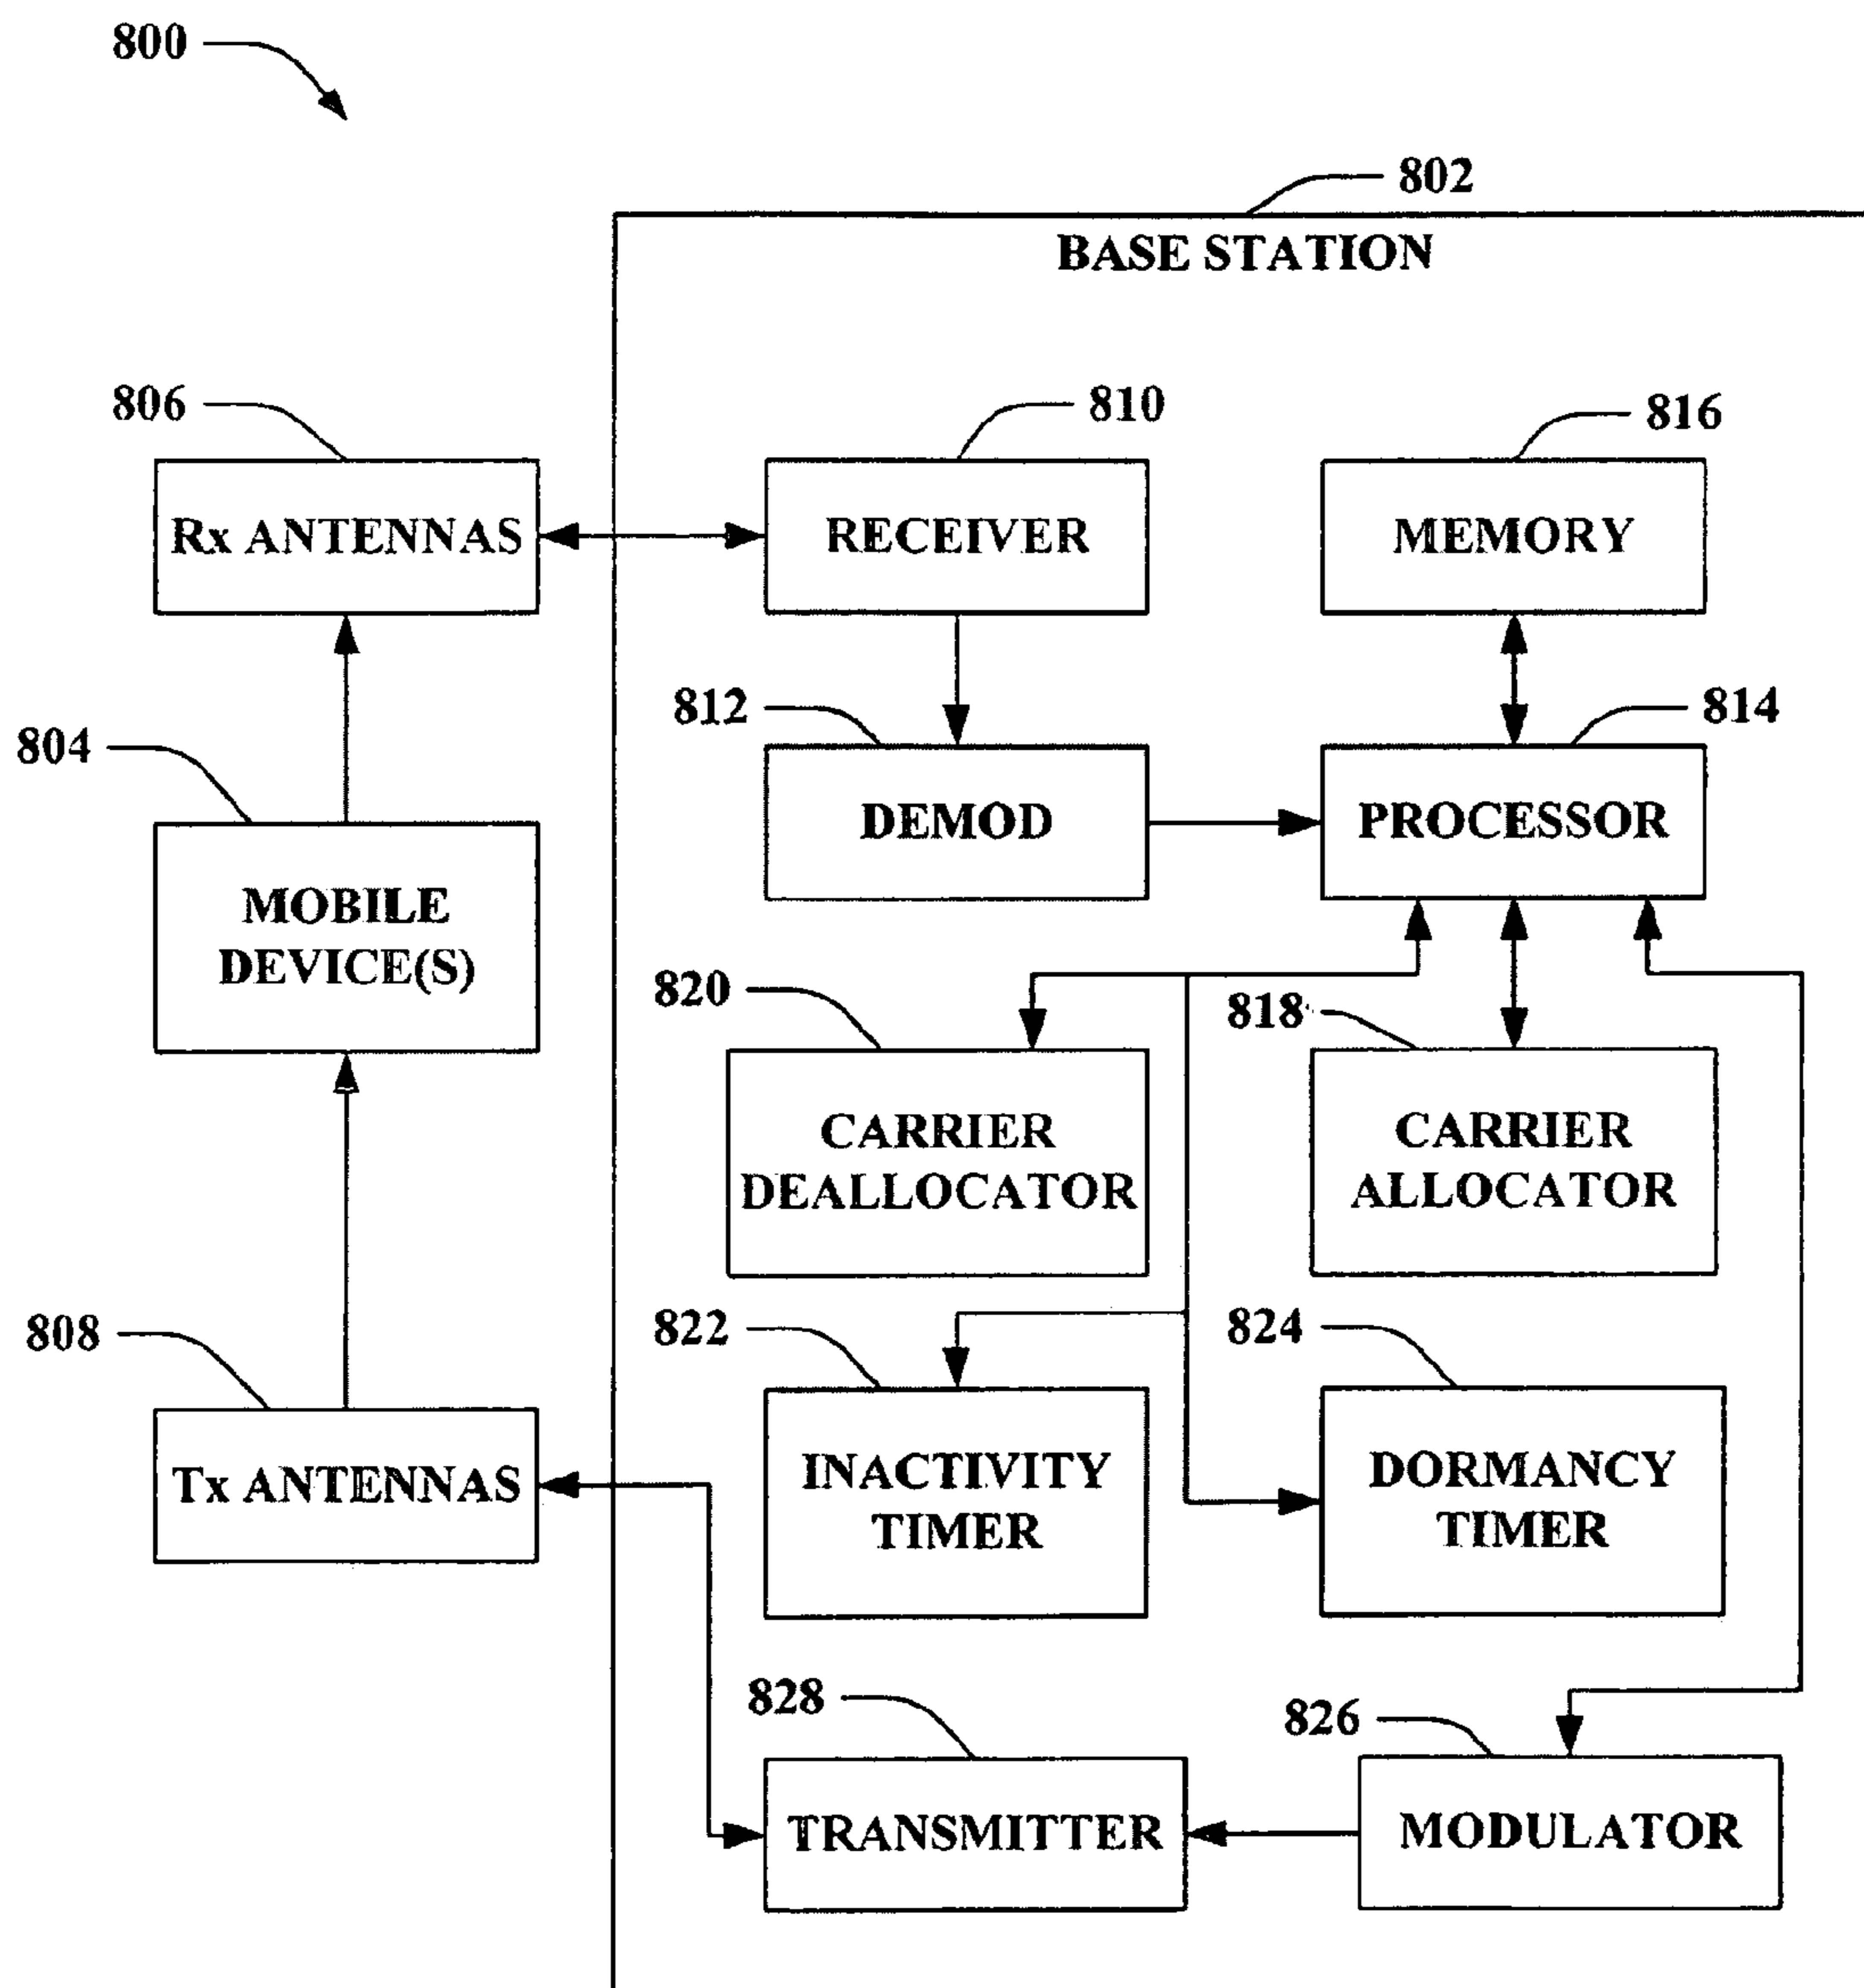 800
802
BASE STATION
806
810
816
Rx ANTENNAS
RECEIVER
MEMORY
812
814
804
DEMOD
PROCESSOR
MOBILE
DEVICE(S)
820
818
CARRIER
DEALLOCATOR
CARRIER
ALLOCATOR
808
822
824
Tx ANTENNAS
INACTIVITY
TIMER
DORMANCY
TIMER
828
826
TRANSMITTER
MODULATOR